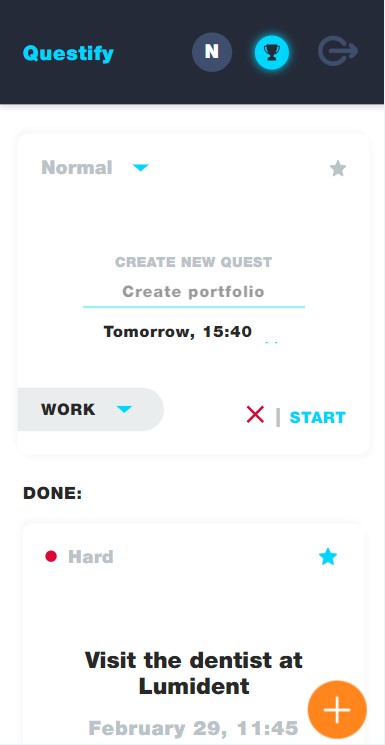 Questify
N
Normal
CREATE NEW QUEST
Create portfolio
Tomorrow, 15:40
WORK
| START
DONE:
Hard
Visit the dentist at
Lumident
February 29, 11:45